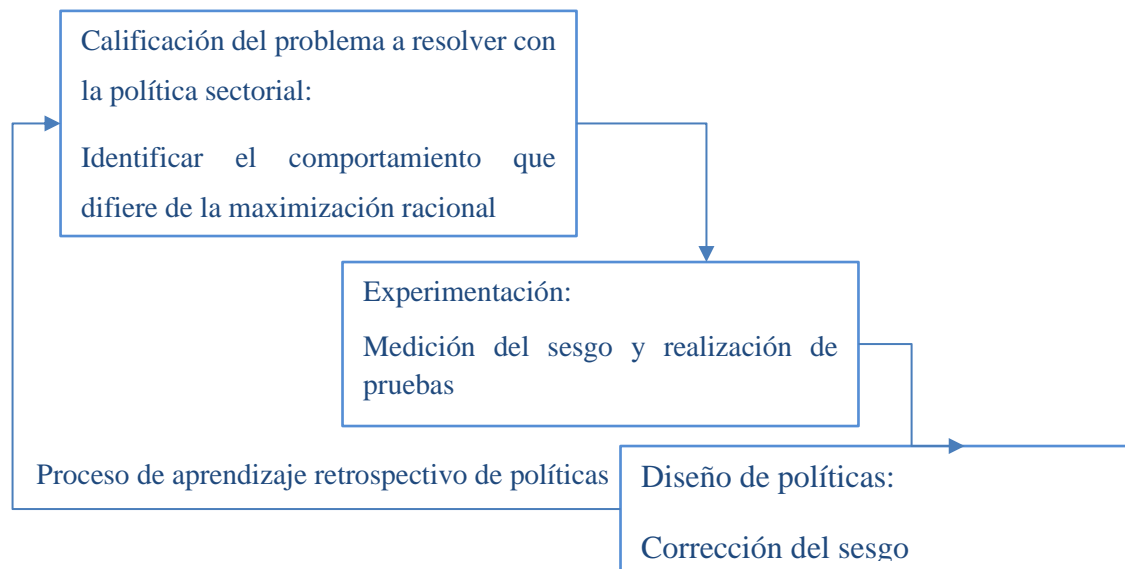 Calificación del problema a resolver con
la política sectorial:
Identificar el comportamiento que
difiere de la maximización racional
Experimentación:
Medición del sesgo y realización de
pruebas
Proceso de aprendizaje retrospectivo de políticas
Diseño de políticas:
Corrección del sesgo